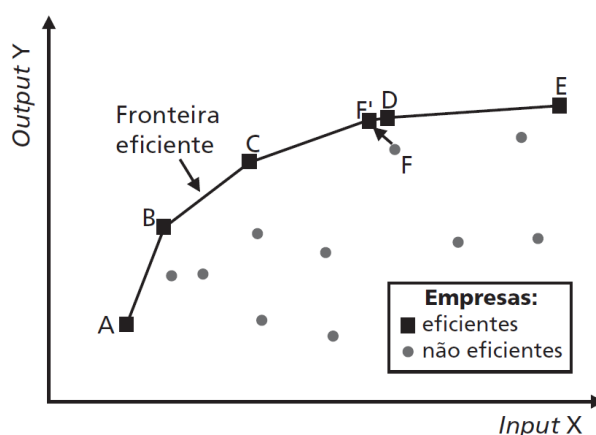 Output Y
Fronteira
eficiente
A
B
C
F'
D
E
F
Empresas:
eficientes
não eficientes
Input X